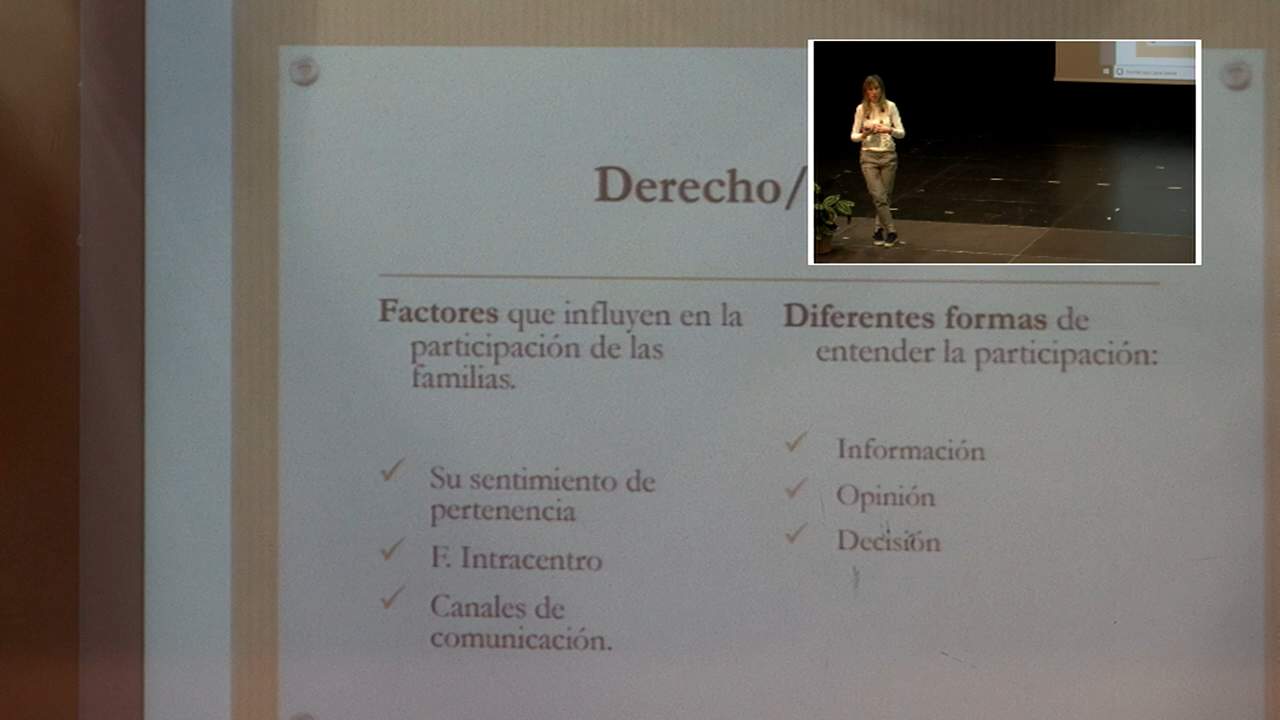 Derecho/
Factores que influyen en la
participación de las
familias.
Su sentimiento de
pertenencia
F. Intracentro
Canales de
comunicación.
Diferentes formas de
entender la participación:
Información
Opinión
Decisión